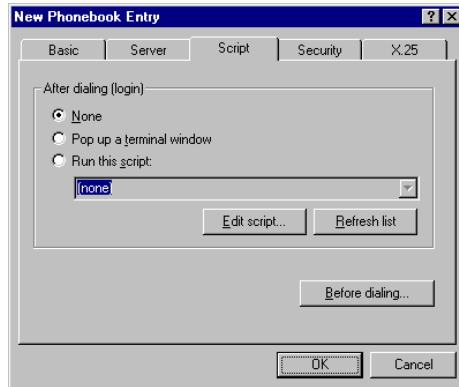 New Phonebook Entry
Basic Server Script Security X.25
After dialing (login)
None
Pop up a terminal window
Run this script:
(none)
Edit script... Refresh list
Before dialing...
OK Cancel